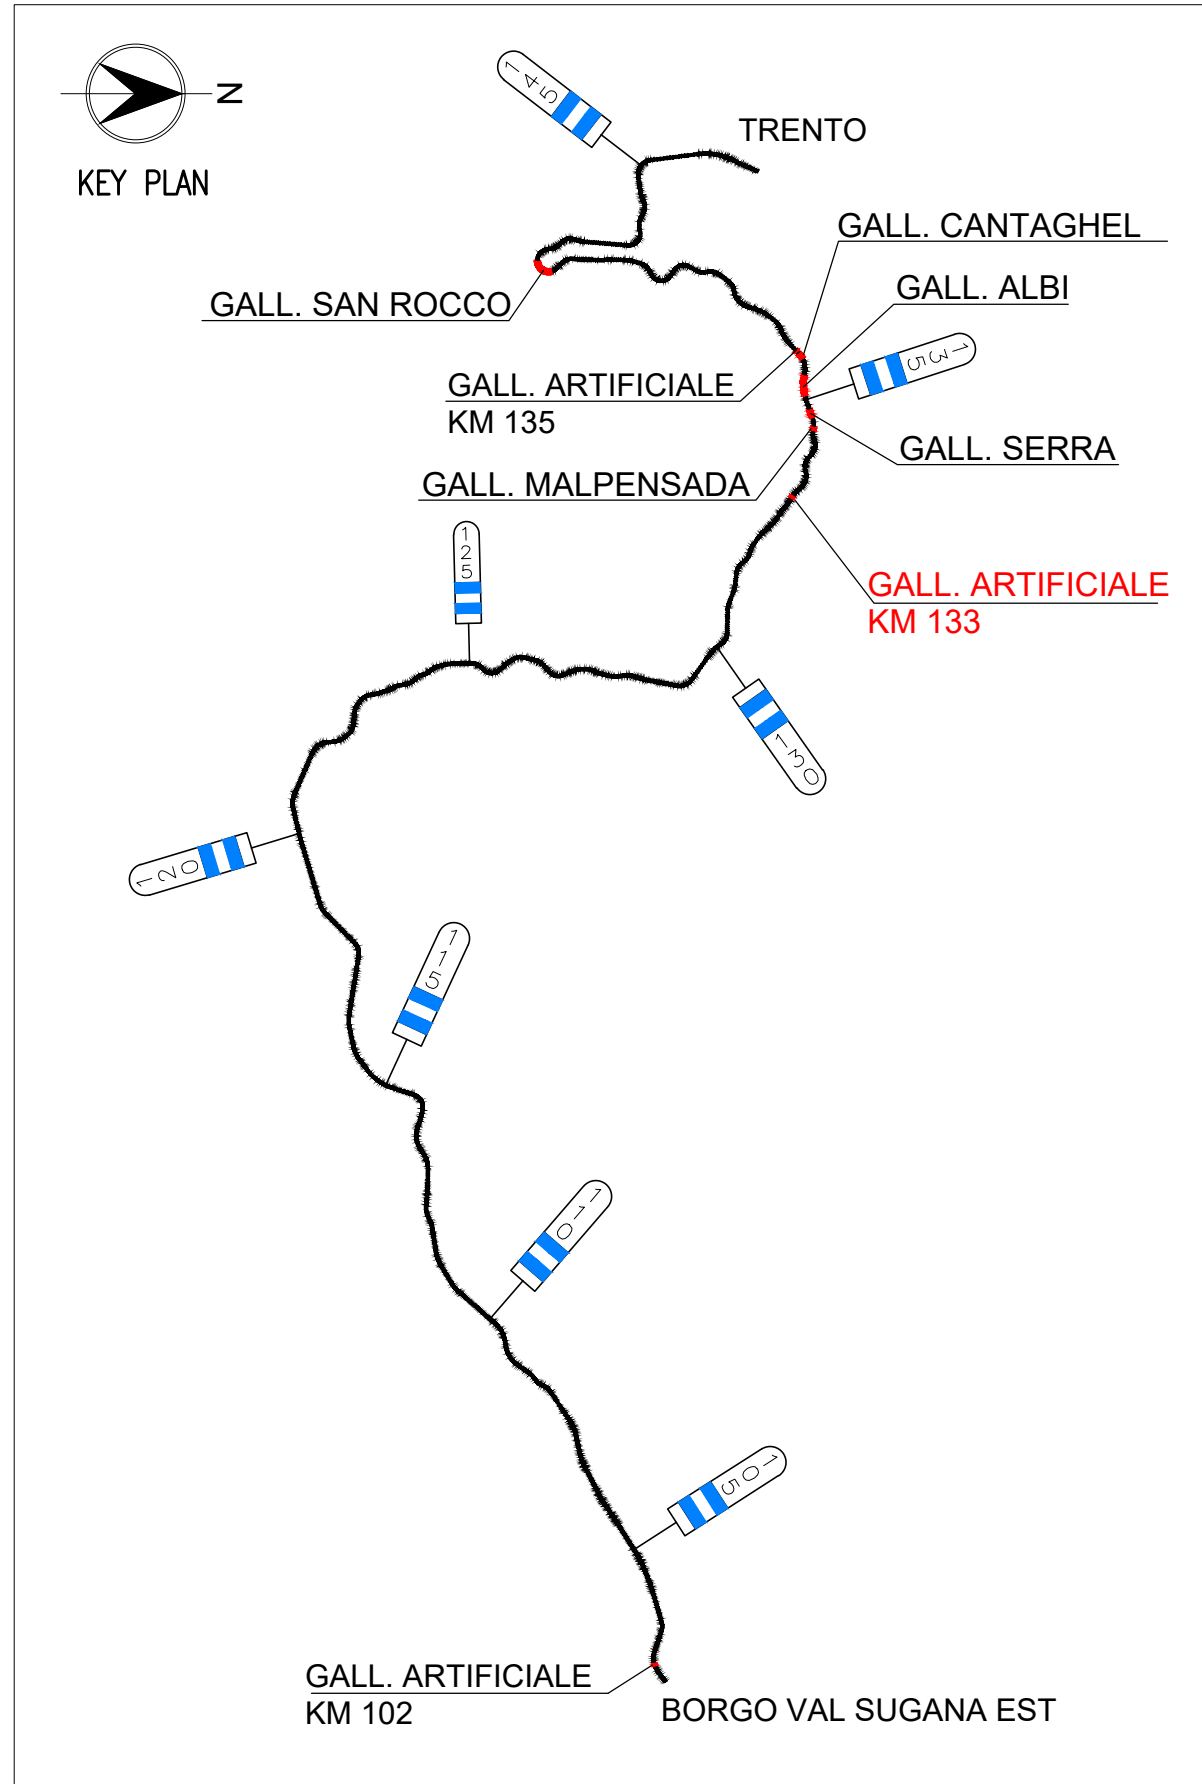 145
TRENTO
N
KEY PLAN
GALL. CANTAGHEL
GALL. ALBI
GALL. SAN ROCCO
135
GALL. ARTIFICIALE
KM 135
GALL. SERRA
GALL. MALPENSADA
125
GALL. ARTIFICIALE
KM 133
130
120
115
110
105
GALL. ARTIFICIALE
KM 102
BORGO VAL SUGANA EST